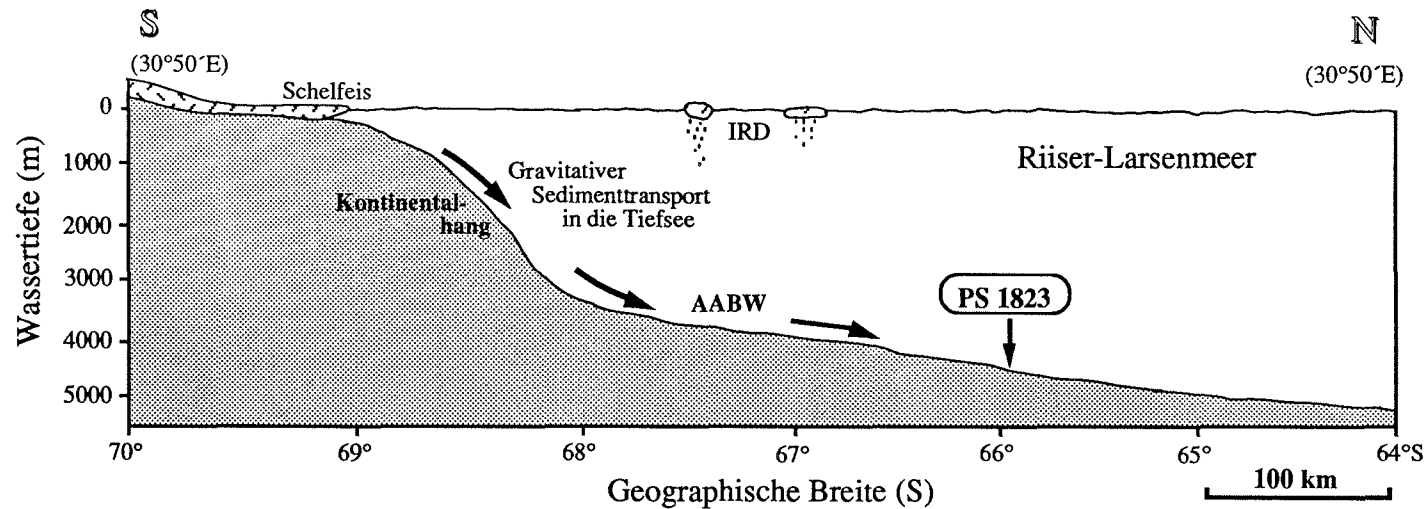 S
N
(30°50´E)
(30°50´E)
Schelfeis
0
IRD
Riiser-Larsenmeer
1000
Gravitativer
Sedimenttransport
in die Tiefsee
Kontinental-
hang
2000
3000
AABW
PS 1823
4000
5000
Wassertiefe (m)
70°
69°
68°
67°
66°
65°
64°S
100 km
Geographische Breite (S)